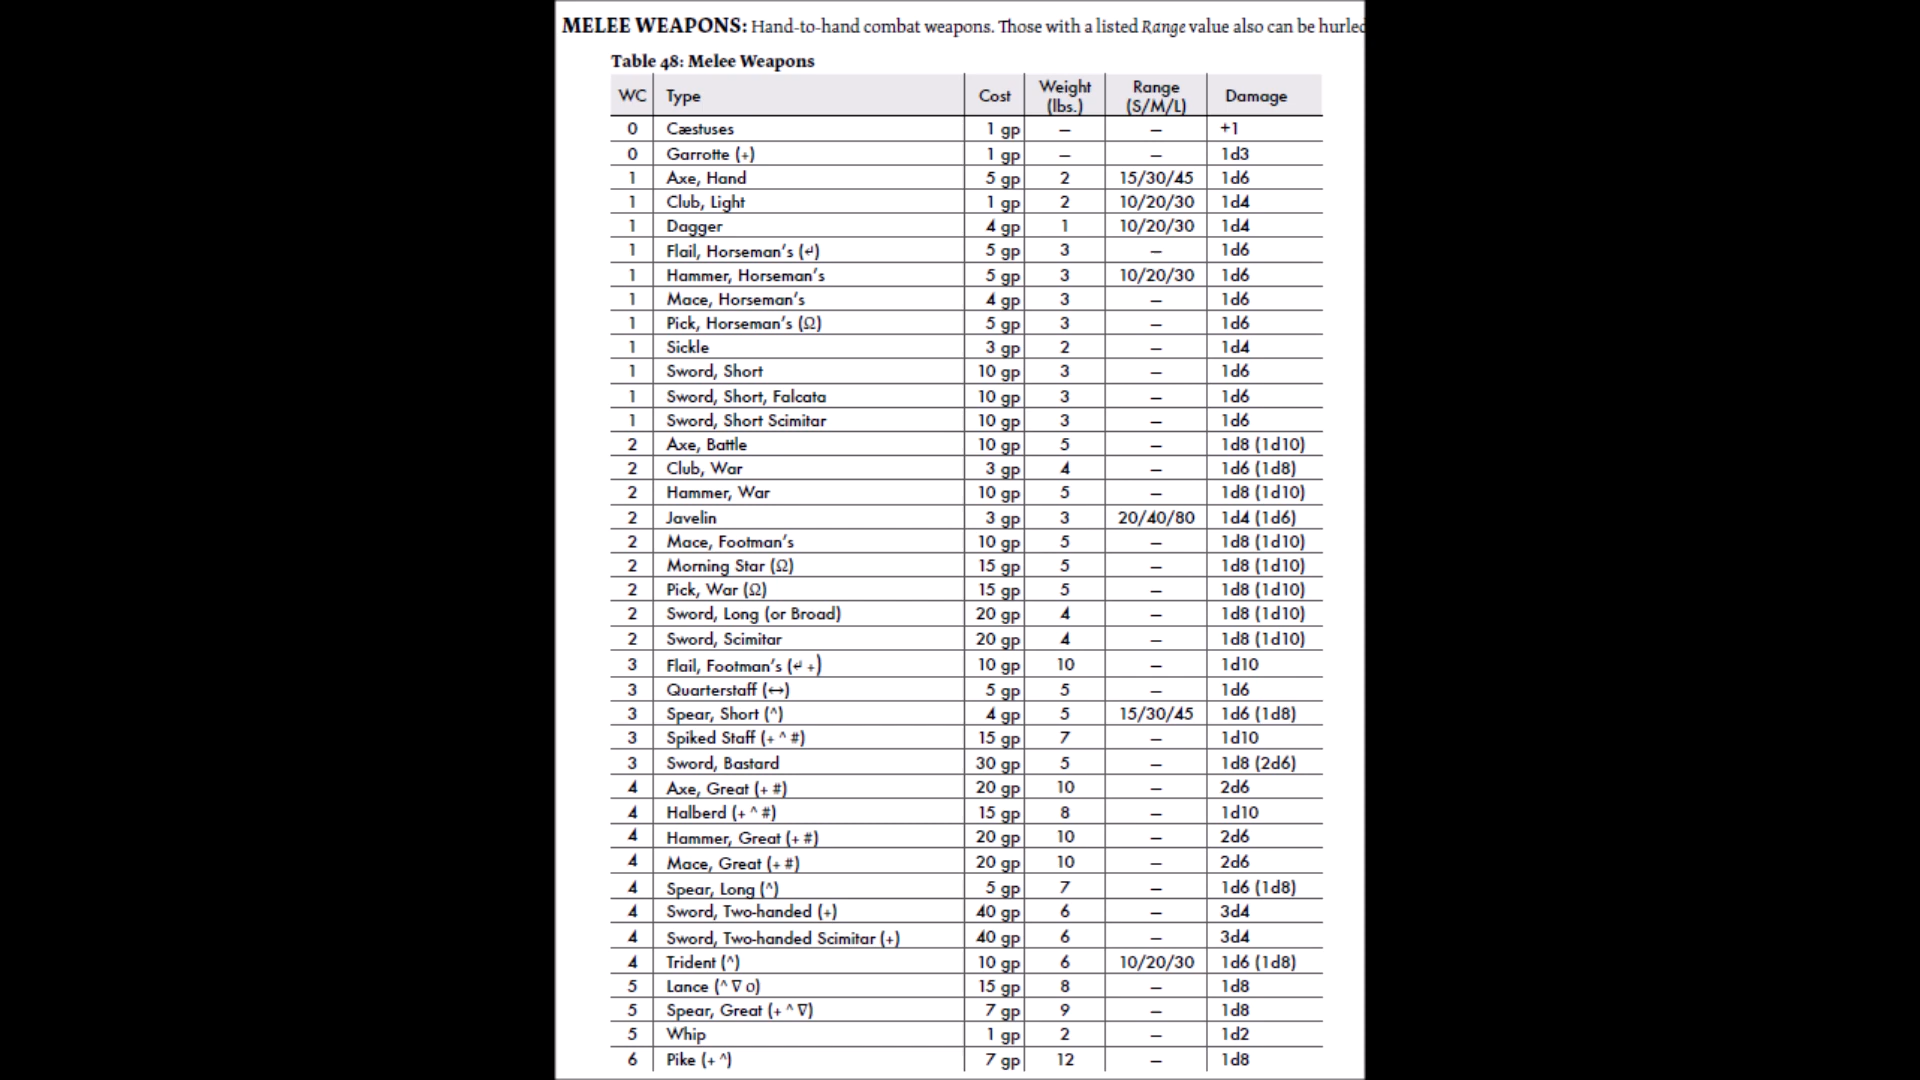 MELEE WEAPONS: Hand-to-hand combat weapons. Those with a listed Range value also can be hurled
Table 48: Melee Weapons
WC Type Cost Weight (lbs.) Range (S/M/L) Damage
0 Cæstuses 1 gp — — +1
0 Garrotte (+) 1 gp — — 1d3
1 Axe, Hand 5 gp 2 15/30/45 1d6
1 Club, Light 1 gp 2 10/20/30 1d4
1 Dagger 4 gp 1 10/20/30 1d4
1 Flail, Horseman's (↵) 5 gp 3 — 1d6
1 Hammer, Horseman's 5 gp 3 10/20/30 1d6
1 Mace, Horseman's 4 gp 3 — 1d6
1 Pick, Horseman's (Ω) 5 gp 3 — 1d6
1 Sickle 3 gp 2 — 1d4
1 Sword, Short 10 gp 3 — 1d6
1 Sword, Short, Falcata 10 gp 3 — 1d6
1 Sword, Short Scimitar 10 gp 3 — 1d6
2 Axe, Battle 10 gp 5 — 1d8 (1d10)
2 Club, War 3 gp 4 — 1d6 (1d8)
2 Hammer, War 10 gp 5 — 1d8 (1d10)
2 Javelin 3 gp 3 20/40/80 1d4 (1d6)
2 Mace, Footman's 10 gp 5 — 1d8 (1d10)
2 Morning Star (Ω) 15 gp 5 — 1d8 (1d10)
2 Pick, War (Ω) 15 gp 5 — 1d8 (1d10)
2 Sword, Long (or Broad) 20 gp 4 — 1d8 (1d10)
2 Sword, Scimitar 20 gp 4 — 1d8 (1d10)
3 Flail, Footman's (↵ +) 10 gp 10 — 1d10
3 Quarterstaff (↔) 5 gp 5 — 1d6
3 Spear, Short (^) 4 gp 5 15/30/45 1d6 (1d8)
3 Spiked Staff (+ ^ #) 15 gp 7 — 1d10
3 Sword, Bastard 30 gp 5 — 1d8 (2d6)
4 Axe, Great (+ #) 20 gp 10 — 2d6
4 Halberd (+ ^ #) 15 gp 8 — 1d10
4 Hammer, Great (+ #) 20 gp 10 — 2d6
4 Mace, Great (+ #) 20 gp 10 — 2d6
4 Spear, Long (^) 5 gp 7 — 1d6 (1d8)
4 Sword, Two-handed (+) 40 gp 6 — 3d4
4 Sword, Two-handed Scimitar (+) 40 gp 6 — 3d4
4 Trident (^) 10 gp 6 10/20/30 1d6 (1d8)
5 Lance (^ ∇ o) 15 gp 8 — 1d8
5 Spear, Great (+ ^ ∇) 7 gp 9 — 1d8
5 Whip 1 gp 2 — 1d2
6 Pike (+ ^) 7 gp 12 — 1d8